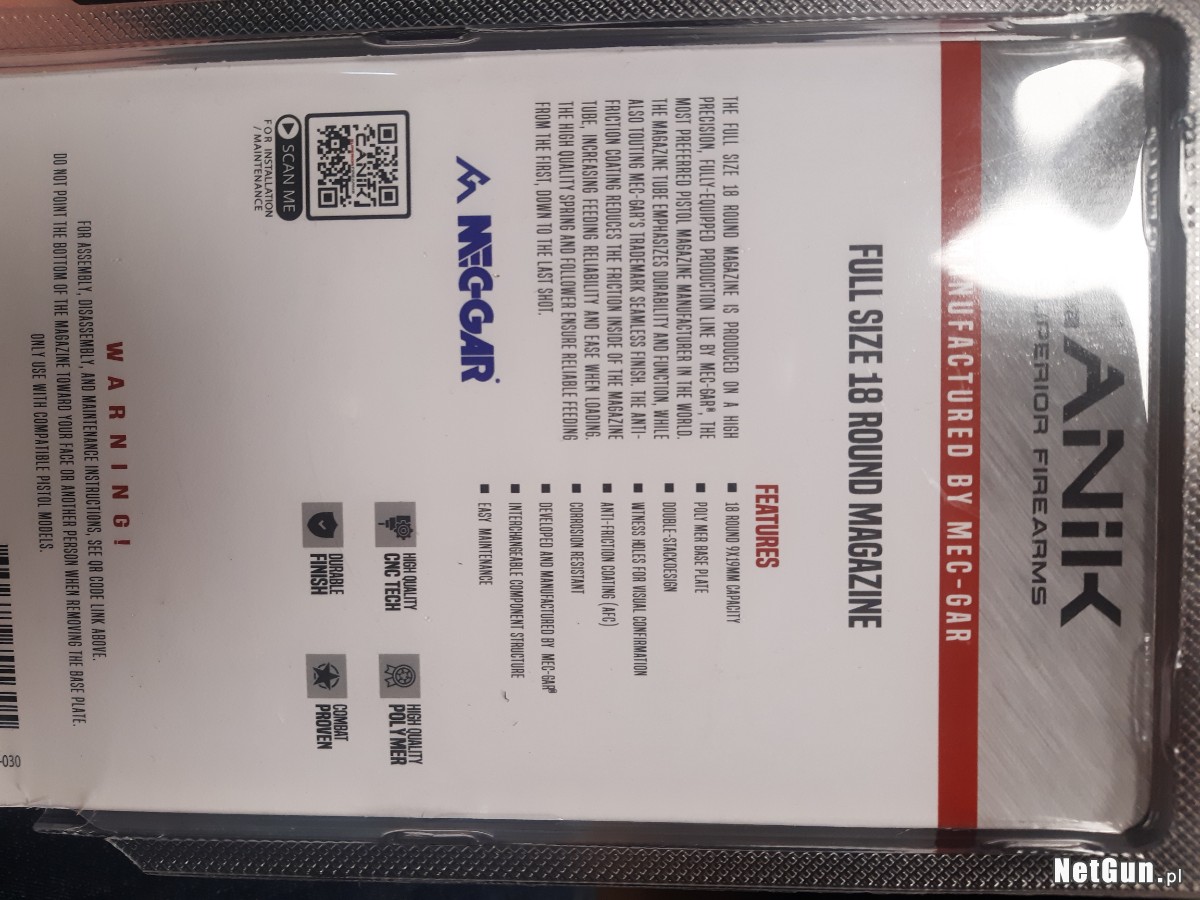 ANiK
PERIOR FIREARMS
NUFACTURED BY MEC-GAR
FULL SIZE 18 ROUND MAGAZINE
THE FULL SIZE 18 ROUND MAGAZINE IS PRODUCED ON A HIGH
PRECISION, FULLY-EQUIPPED PRODUCTION LINE BY MEC-GAR®, THE
MOST PREFERRED PISTOL MAGAZINE MANUFACTURER IN THE WORLD.
THE MAGAZINE TUBE EMPHASIZES DURABILITY AND FUNCTION, WHILE
ALSO TOUTING MEC-GAR'S TRADEMARK SEAMLESS FINISH. THE ANTI-
FRICTION COATING REDUCES THE FRICTION INSIDE OF THE MAGAZINE
TUBE, INCREASING FEEDING RELIABILITY AND EASE WHEN LOADING.
THE HIGH QUALITY SPRING AND FOLLOWER ENSURE RELIABLE FEEDING
FROM THE FIRST, DOWN TO THE LAST SHOT.
FEATURES
■ 18 ROUND 9X19MM CAPACITY
■ POLYMER BASE PLATE
■ DOUBLE-STACKDESIGN
■ WITNESS HOLES FOR VISUAL CONFIRMATION
■ ANTI-FRICTION COATING (AFC)
■ CORROSION RESISTANT
■ DEVELOPED AND MANUFACTURED BY MEC-GAR®
■ INTERCHANGEABLE COMPONENT STRUCTURE
■ EASY MAINTENANCE
MEC-GAR®
CANiK
SCAN ME
FOR INSTALLATION
/ MAINTENANCE
HIGH QUALITY
CNC TECH
HIGH QUALITY
POLYMER
DURABLE
FINISH
COMBAT
PROVEN
WARNING!
FOR ASSEMBLY, DISASSEMBLY, AND MAINTENANCE INSTRUCTIONS, SEE QR CODE LINK ABOVE.
DO NOT POINT THE BOTTOM OF THE MAGAZINE TOWARD YOUR FACE OR ANOTHER PERSON WHEN REMOVING THE BASE PLATE.
ONLY USE WITH COMPATIBLE PISTOL MODELS.
-030
NetGun.pl